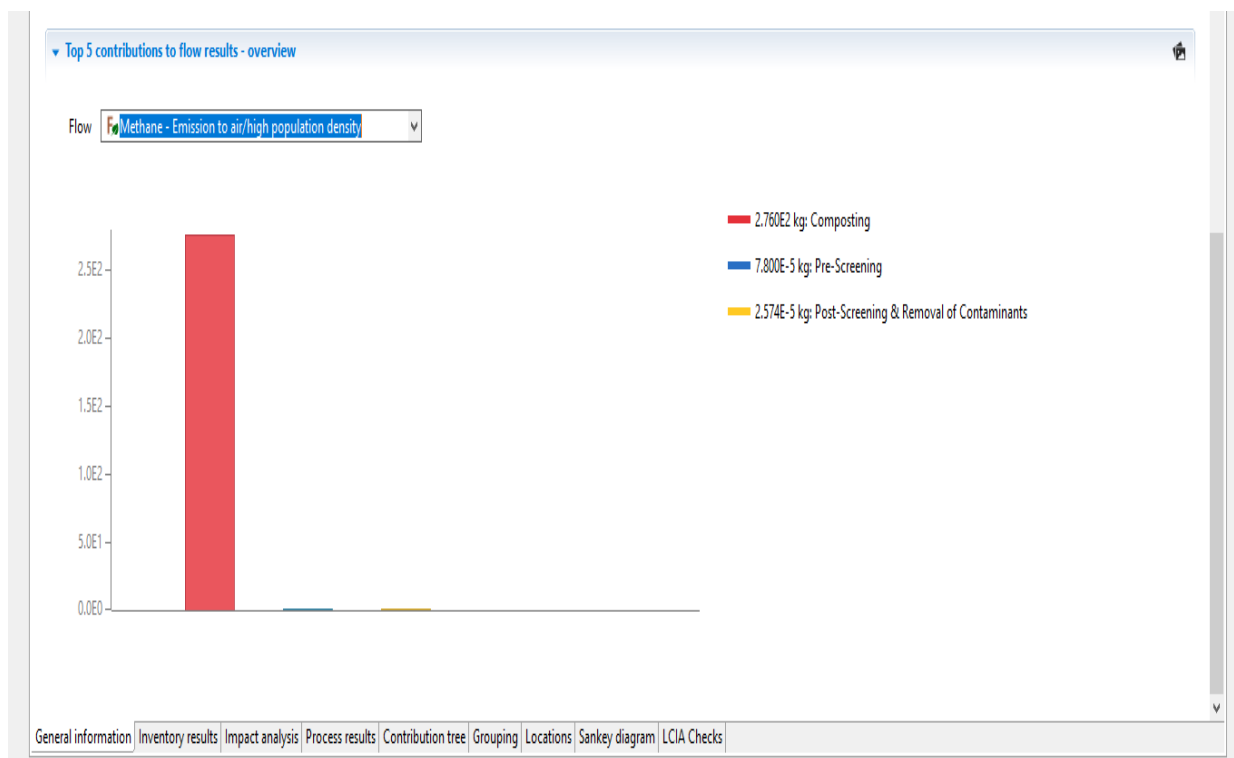 Top 5 contributions to flow results - overview
Flow Methane - Emission to air/high population density
2.760E2 kg: Composting
7.800E-5 kg: Pre-Screening
2.574E-5 kg: Post-Screening & Removal of Contaminants
2.5E2
2.0E2
1.5E2
1.0E2
5.0E1
0.0E0
General information Inventory results Impact analysis Process results Contribution tree Grouping Locations Sankey diagram LCIA Checks